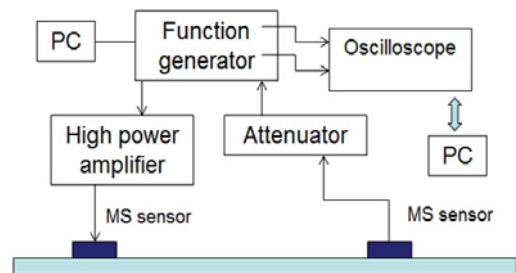 PC
Function
generator
Oscilloscope
High power
amplifier
Attenuator
PC
MS sensor
MS sensor